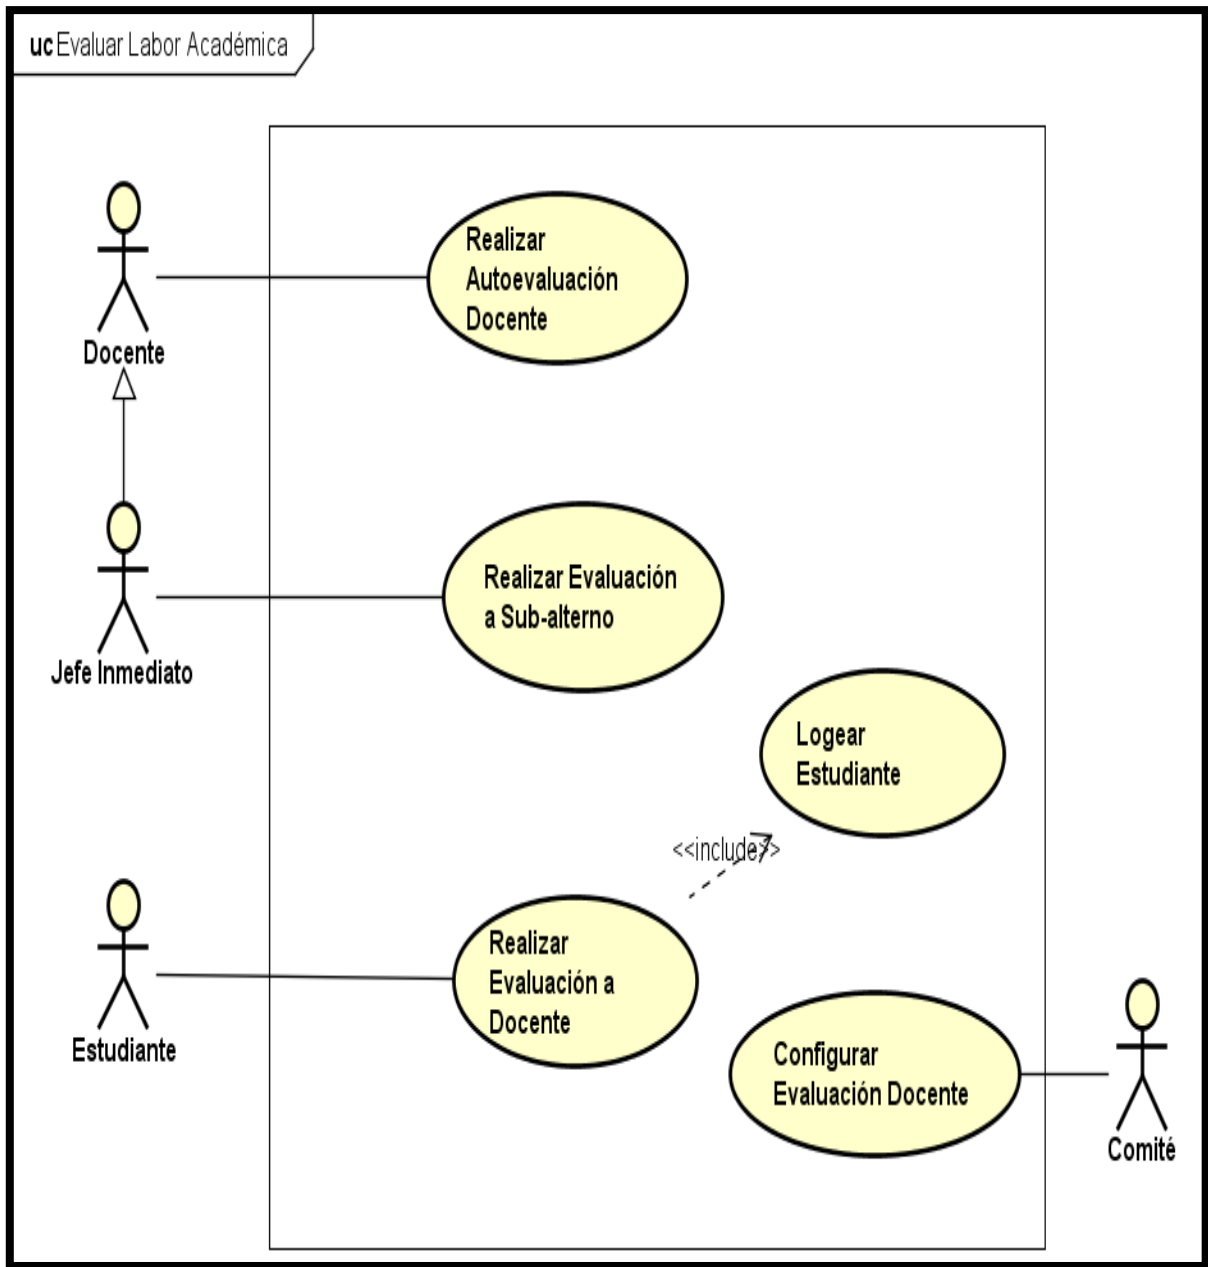 uc Evaluar Labor Académica
Realizar
Autoevaluación
Docente
Docente
Realizar Evaluación
a Sub-alterno
Jefe Inmediato
Logear
Estudiante
<<include>>
Realizar
Evaluación a
Docente
Estudiante
Configurar
Evaluación Docente
Comité